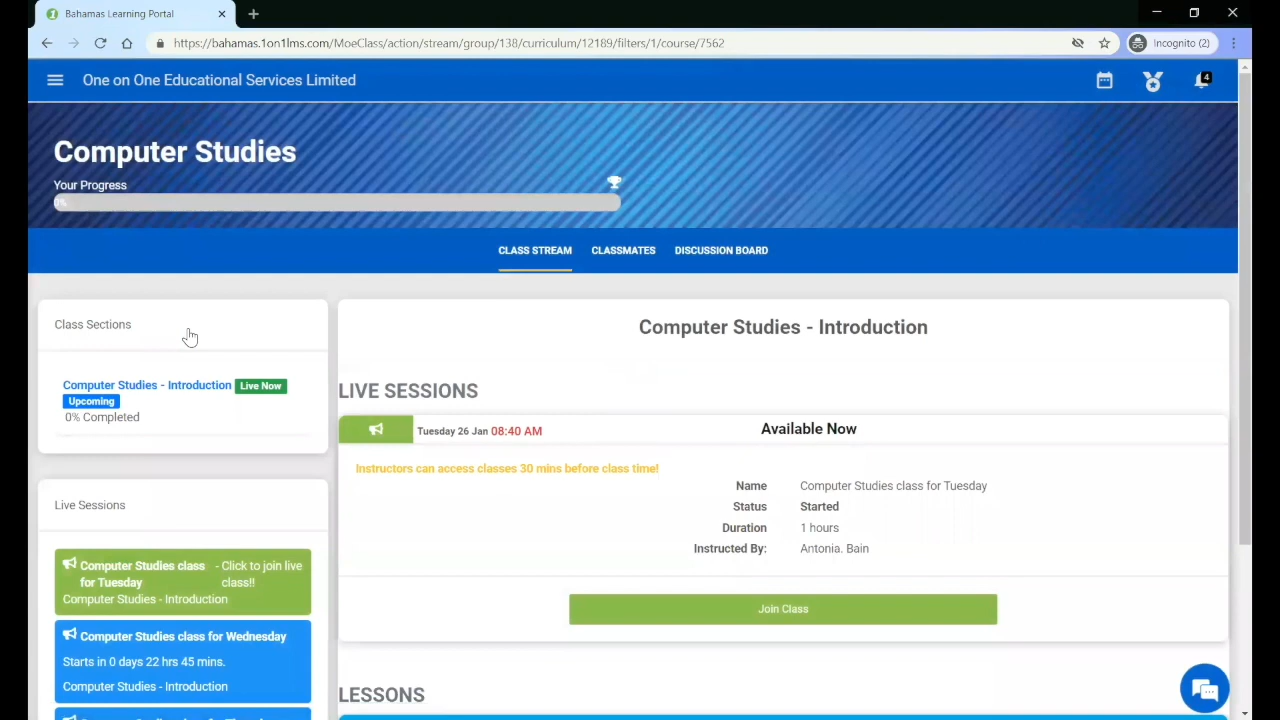 Bahamas Learning Portal
https://bahamas.1on1lms.com/MoeClass/action/stream/group/138/curriculum/12189/filters/1/course/7562
Incognito (2)
One on One Educational Services Limited
4
Computer Studies
Your Progress
0%
CLASS STREAM
CLASSMATES
DISCUSSION BOARD
Class Sections
Computer Studies - Introduction Live Now
Upcoming
0% Completed
Live Sessions
Computer Studies class - Click to join live
for Tuesday class!!
Computer Studies - Introduction
Computer Studies class for Wednesday
Starts in 0 days 22 hrs 45 mins.
Computer Studies - Introduction
Computer Studies - Introduction
LIVE SESSIONS
Tuesday 26 Jan 08:40 AM
Available Now
Instructors can access classes 30 mins before class time!
Name Computer Studies class for Tuesday
Status Started
Duration 1 hours
Instructed By: Antonia. Bain
Join Class
LESSONS